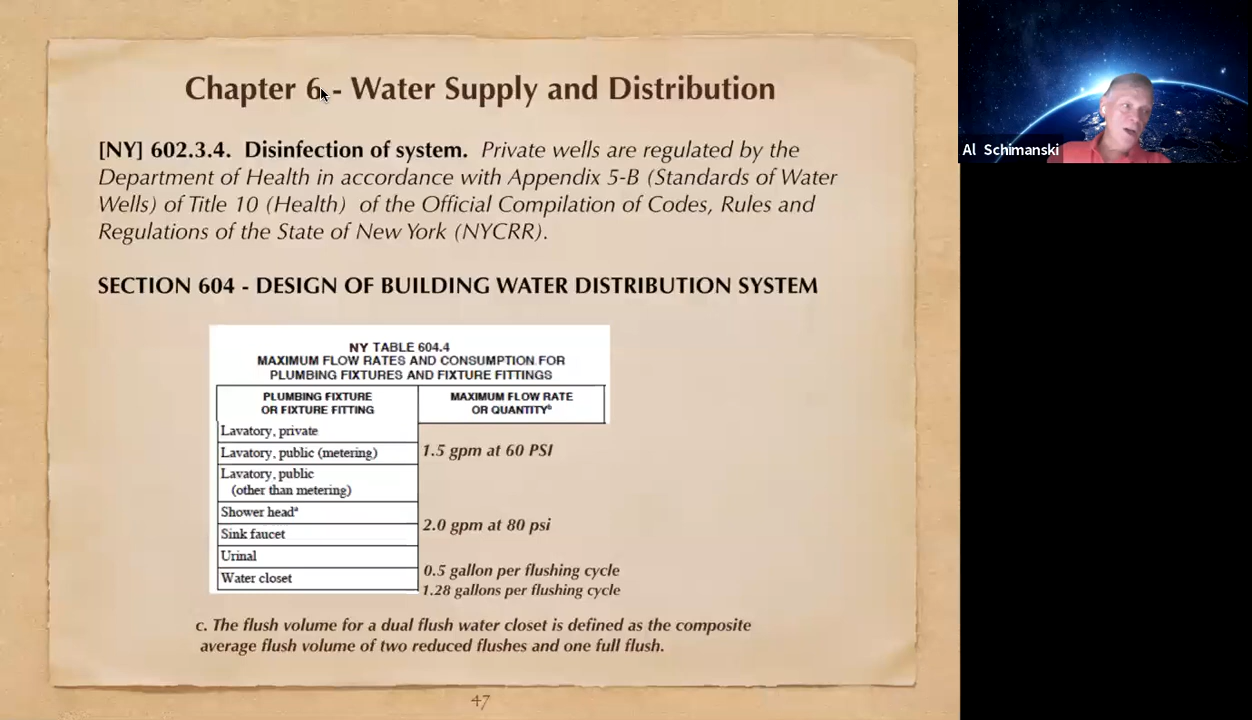 Chapter 6 - Water Supply and Distribution
[NY] 602.3.4. Disinfection of system. Private wells are regulated by the
Department of Health in accordance with Appendix 5-B (Standards of Water
Wells) of Title 10 (Health) of the Official Compilation of Codes, Rules and
Regulations of the State of New York (NYCRR).
SECTION 604 - DESIGN OF BUILDING WATER DISTRIBUTION SYSTEM
NY TABLE 604.4
MAXIMUM FLOW RATES AND CONSUMPTION FOR
PLUMBING FIXTURES AND FIXTURE FITTINGS
PLUMBING FIXTURE
OR FIXTURE FITTING
MAXIMUM FLOW RATE
OR QUANTITYᵇ
Lavatory, private
Lavatory, public (metering)
1.5 gpm at 60 PSI
Lavatory, public
(other than metering)
Shower headᵃ
2.0 gpm at 80 psi
Sink faucet
Urinal
0.5 gallon per flushing cycle
Water closet
1.28 gallons per flushing cycle
c. The flush volume for a dual flush water closet is defined as the composite
average flush volume of two reduced flushes and one full flush.
47
Al Schimanski